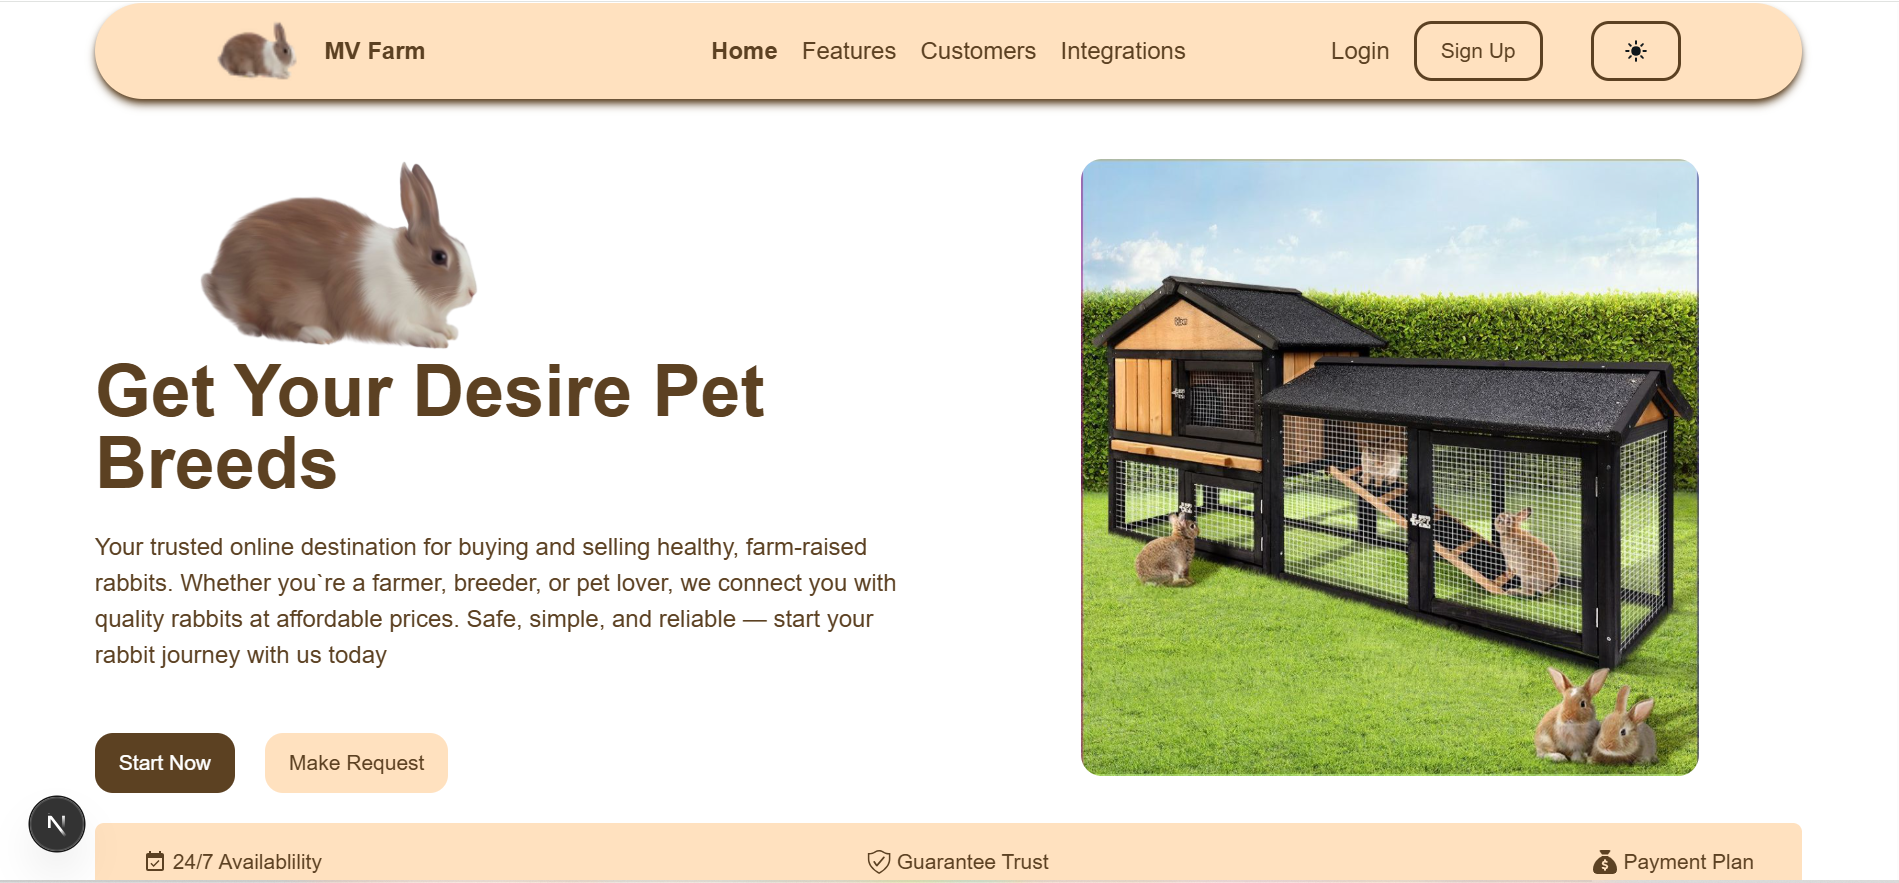 MV Farm
Home Features Customers Integrations
Login Sign Up
Get Your Desire Pet
Breeds
Your trusted online destination for buying and selling healthy, farm-raised
rabbits. Whether you`re a farmer, breeder, or pet lover, we connect you with
quality rabbits at affordable prices. Safe, simple, and reliable — start your
rabbit journey with us today
Start Now Make Request
N
24/7 Availablility Guarantee Trust Payment Plan